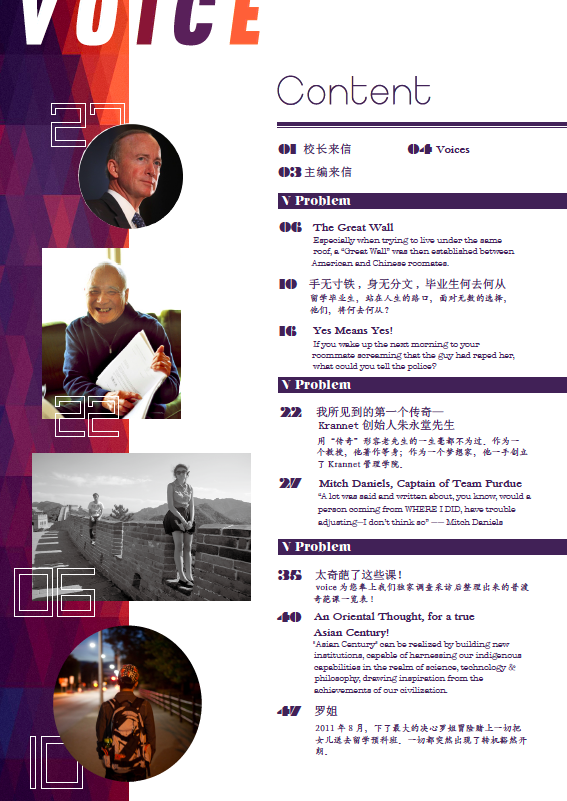 VOICE
Content
01 校长来信
04 Voices
03 主编来信
V Problem
06 The Great Wall
Especially when trying to live under the same
roof, a "Great Wall" was then established between
American and Chinese roomates.
10 手无寸铁，身无分文，毕业生何去何从
留学毕业生，站在人生的路口，面对无数的选择，
他们，将何去何从？
16 Yes Means Yes!
If you wake up the next morning to your
roommate screaming that the guy had raped her,
what could you tell the police?
V Problem
22 我所见到的第一个传奇—
Krannet 创始人朱永堂先生
用“传奇”形容老先生的一生毫都不为过。作为一
个教授，他著作等身；作为一个梦想家，他一手创立
了 Krannet 管理学院。
27 Mitch Daniels, Captain of Team Purdue
"A lot was said and written about, you know, would a
person coming from WHERE I DID, have trouble
adjusting—I don't think so" —— Mitch Daniels
V Problem
35 太奇葩了这些课！
voice 为您奉上我们独家调查采访后整理出来的普渡
奇葩课一览表！
40 An Oriental Thought, for a true
Asian Century!
"Asian Century" can be realized by building new
institutions, capable of harnessing our indigenous
capabilities in the realm of science, technology &
philosophy, drawing inspiration from the
achievements of our civilization.
47 罗姐
2011 年 8 月，下了最大的决心罗姐冒险赌上一切把
女儿送去留学预科班。一切都突然出现了转机豁然开
朗。
27
22
06
10